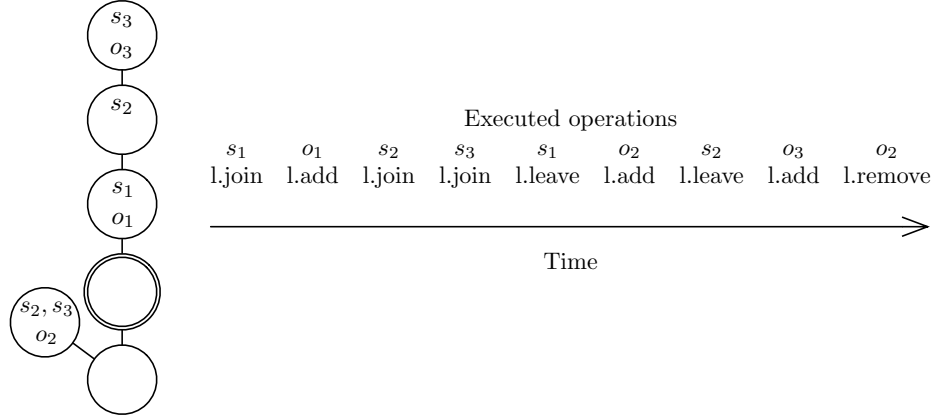 s₃
o₃
s₂
s₁
o₁
s₂, s₃
o₂
Executed operations
s₁ o₁ s₂ s₃ s₁ o₂ s₂ o₃ o₂
l.join l.add l.join l.join l.leave l.add l.leave l.add l.remove
Time